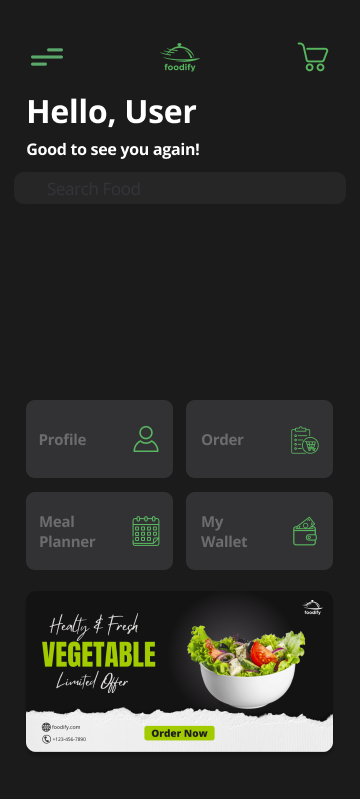 foodify
Hello, User
Good to see you again!
Search Food
Profile
Order
Meal
Planner
My
Wallet
foodify
Healty & Fresh
VEGETABLE
Limited Offer
foodify.com
+123-456-7890
Order Now